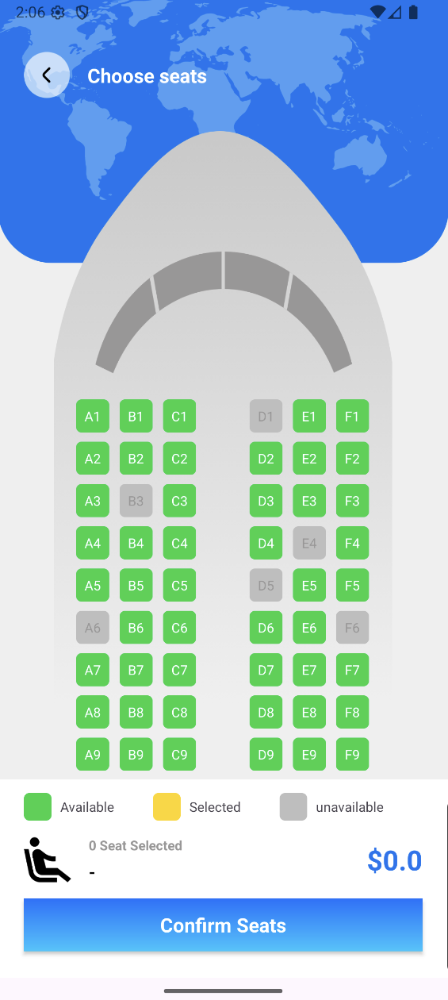 2:06
Choose seats
A1 B1 C1 D1 E1 F1
A2 B2 C2 D2 E2 F2
A3 B3 C3 D3 E3 F3
A4 B4 C4 D4 E4 F4
A5 B5 C5 D5 E5 F5
A6 B6 C6 D6 E6 F6
A7 B7 C7 D7 E7 F7
A8 B8 C8 D8 E8 F8
A9 B9 C9 D9 E9 F9
Available Selected unavailable
0 Seat Selected
-
$0.0
Confirm Seats